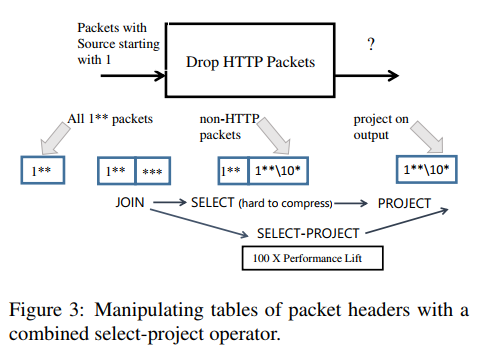 Packets with
Source starting
with 1
Drop HTTP Packets
?
All 1** packets
non-HTTP
packets
project on
output
1**
1** ***
1** 1**\10*
1**\10*
JOIN SELECT (hard to compress) PROJECT
SELECT-PROJECT
100 X Performance Lift
Figure 3: Manipulating tables of packet headers with a
combined select-project operator.